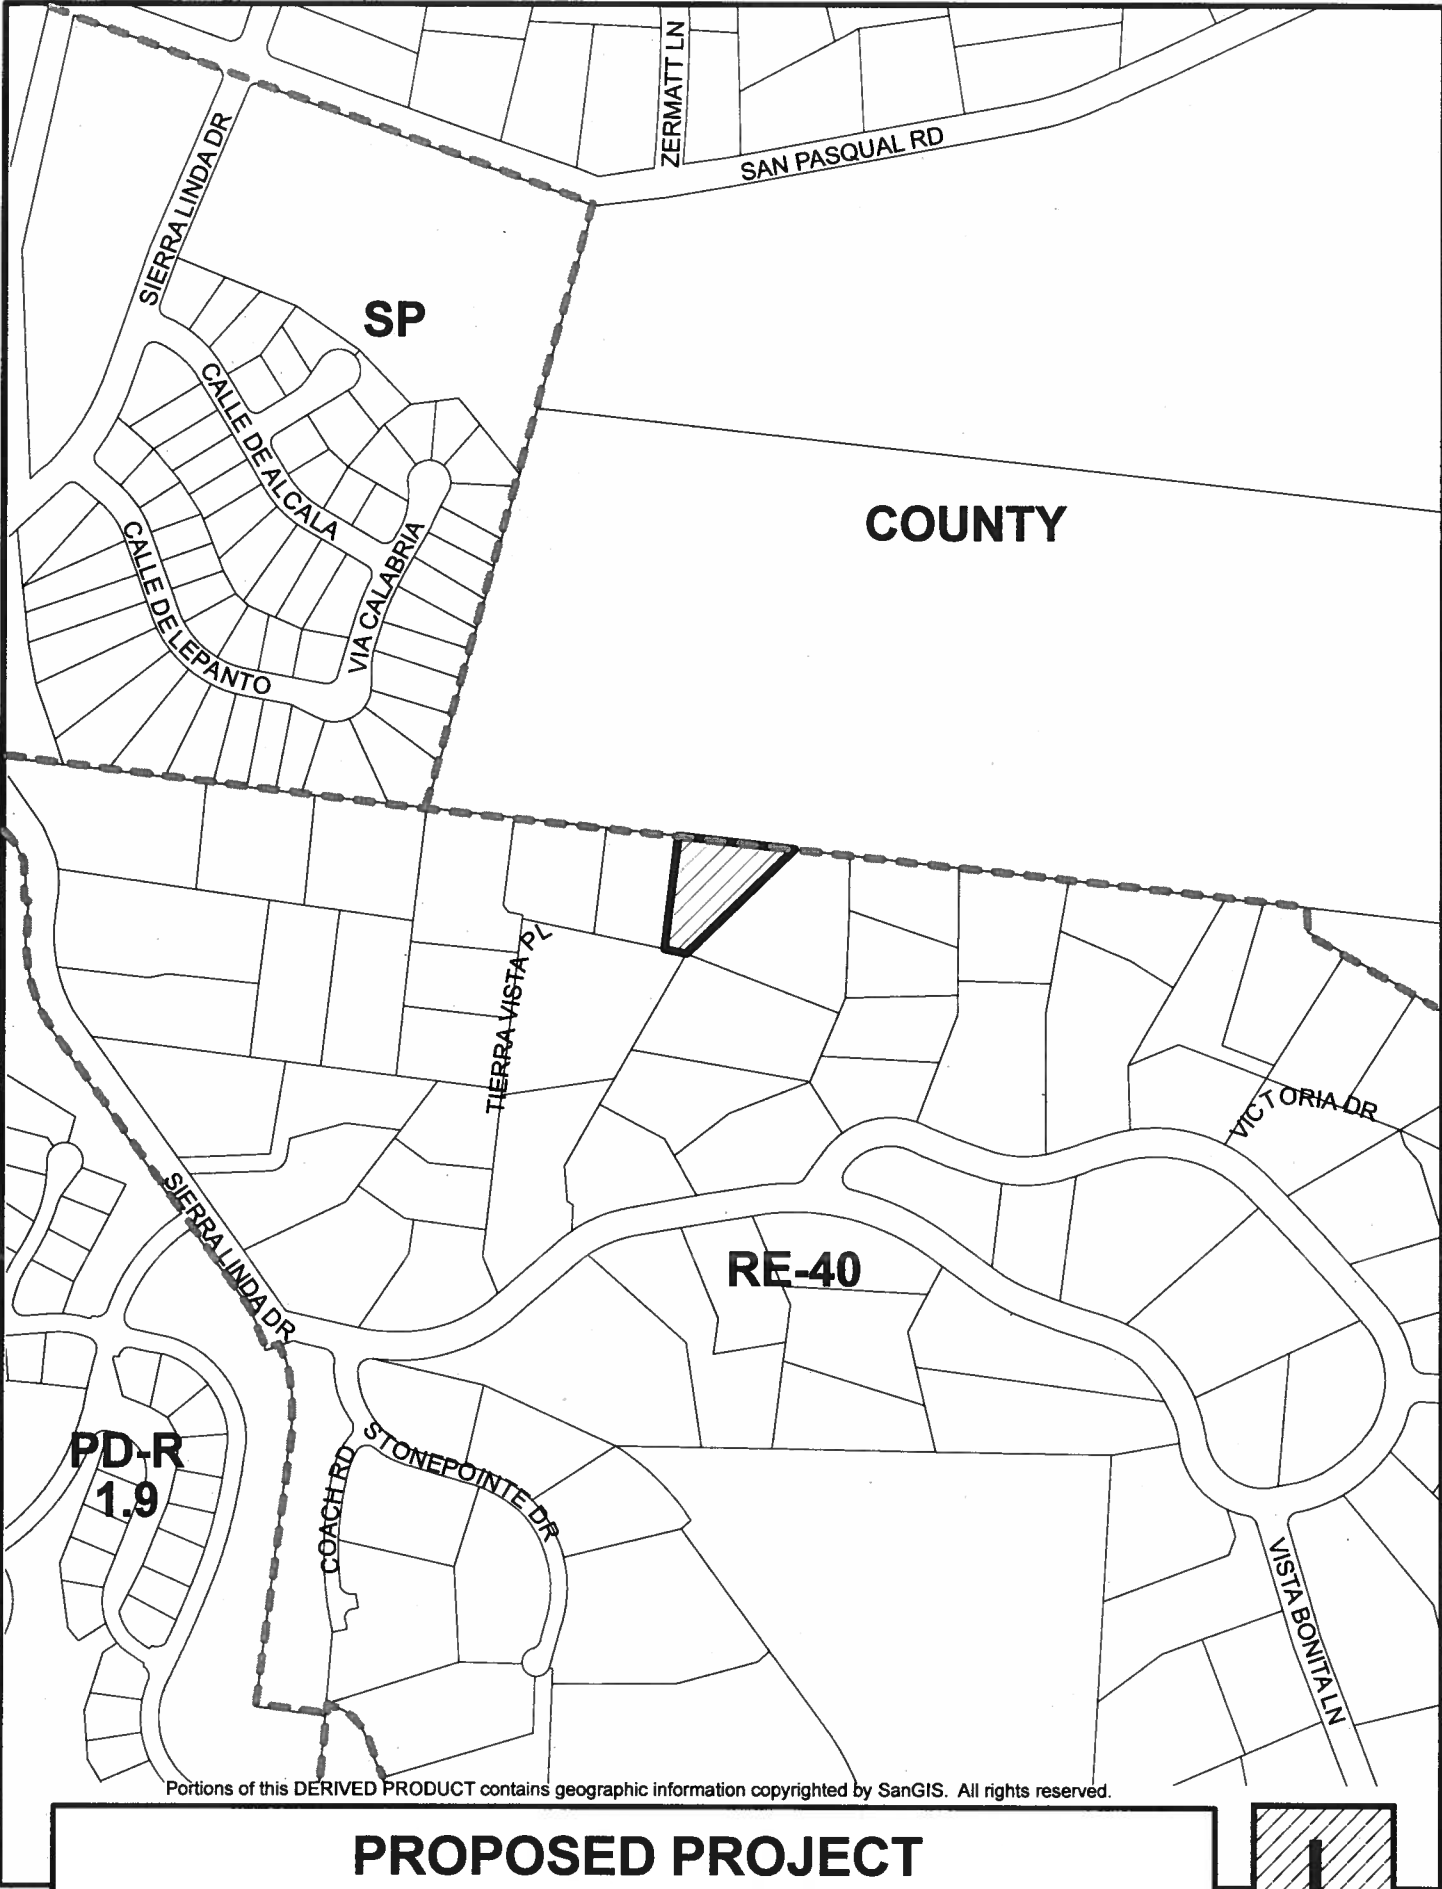 ZERMATT LN
SAN PASQUAL RD
SIERRA LINDA DR
SP
CALLE DE ALCALA
COUNTY
CALLE DE LEPANTO
VIA CALABRIA
TIERRA VISTA PL
VICTORIA DR
SIERRA LINDA DR
RE-40
PD-R
1.9
STONEPOINTE DR
COACH RD
VISTA BONITA LN
Portions of this DERIVED PRODUCT contains geographic information copyrighted by SanGIS. All rights reserved.
PROPOSED PROJECT